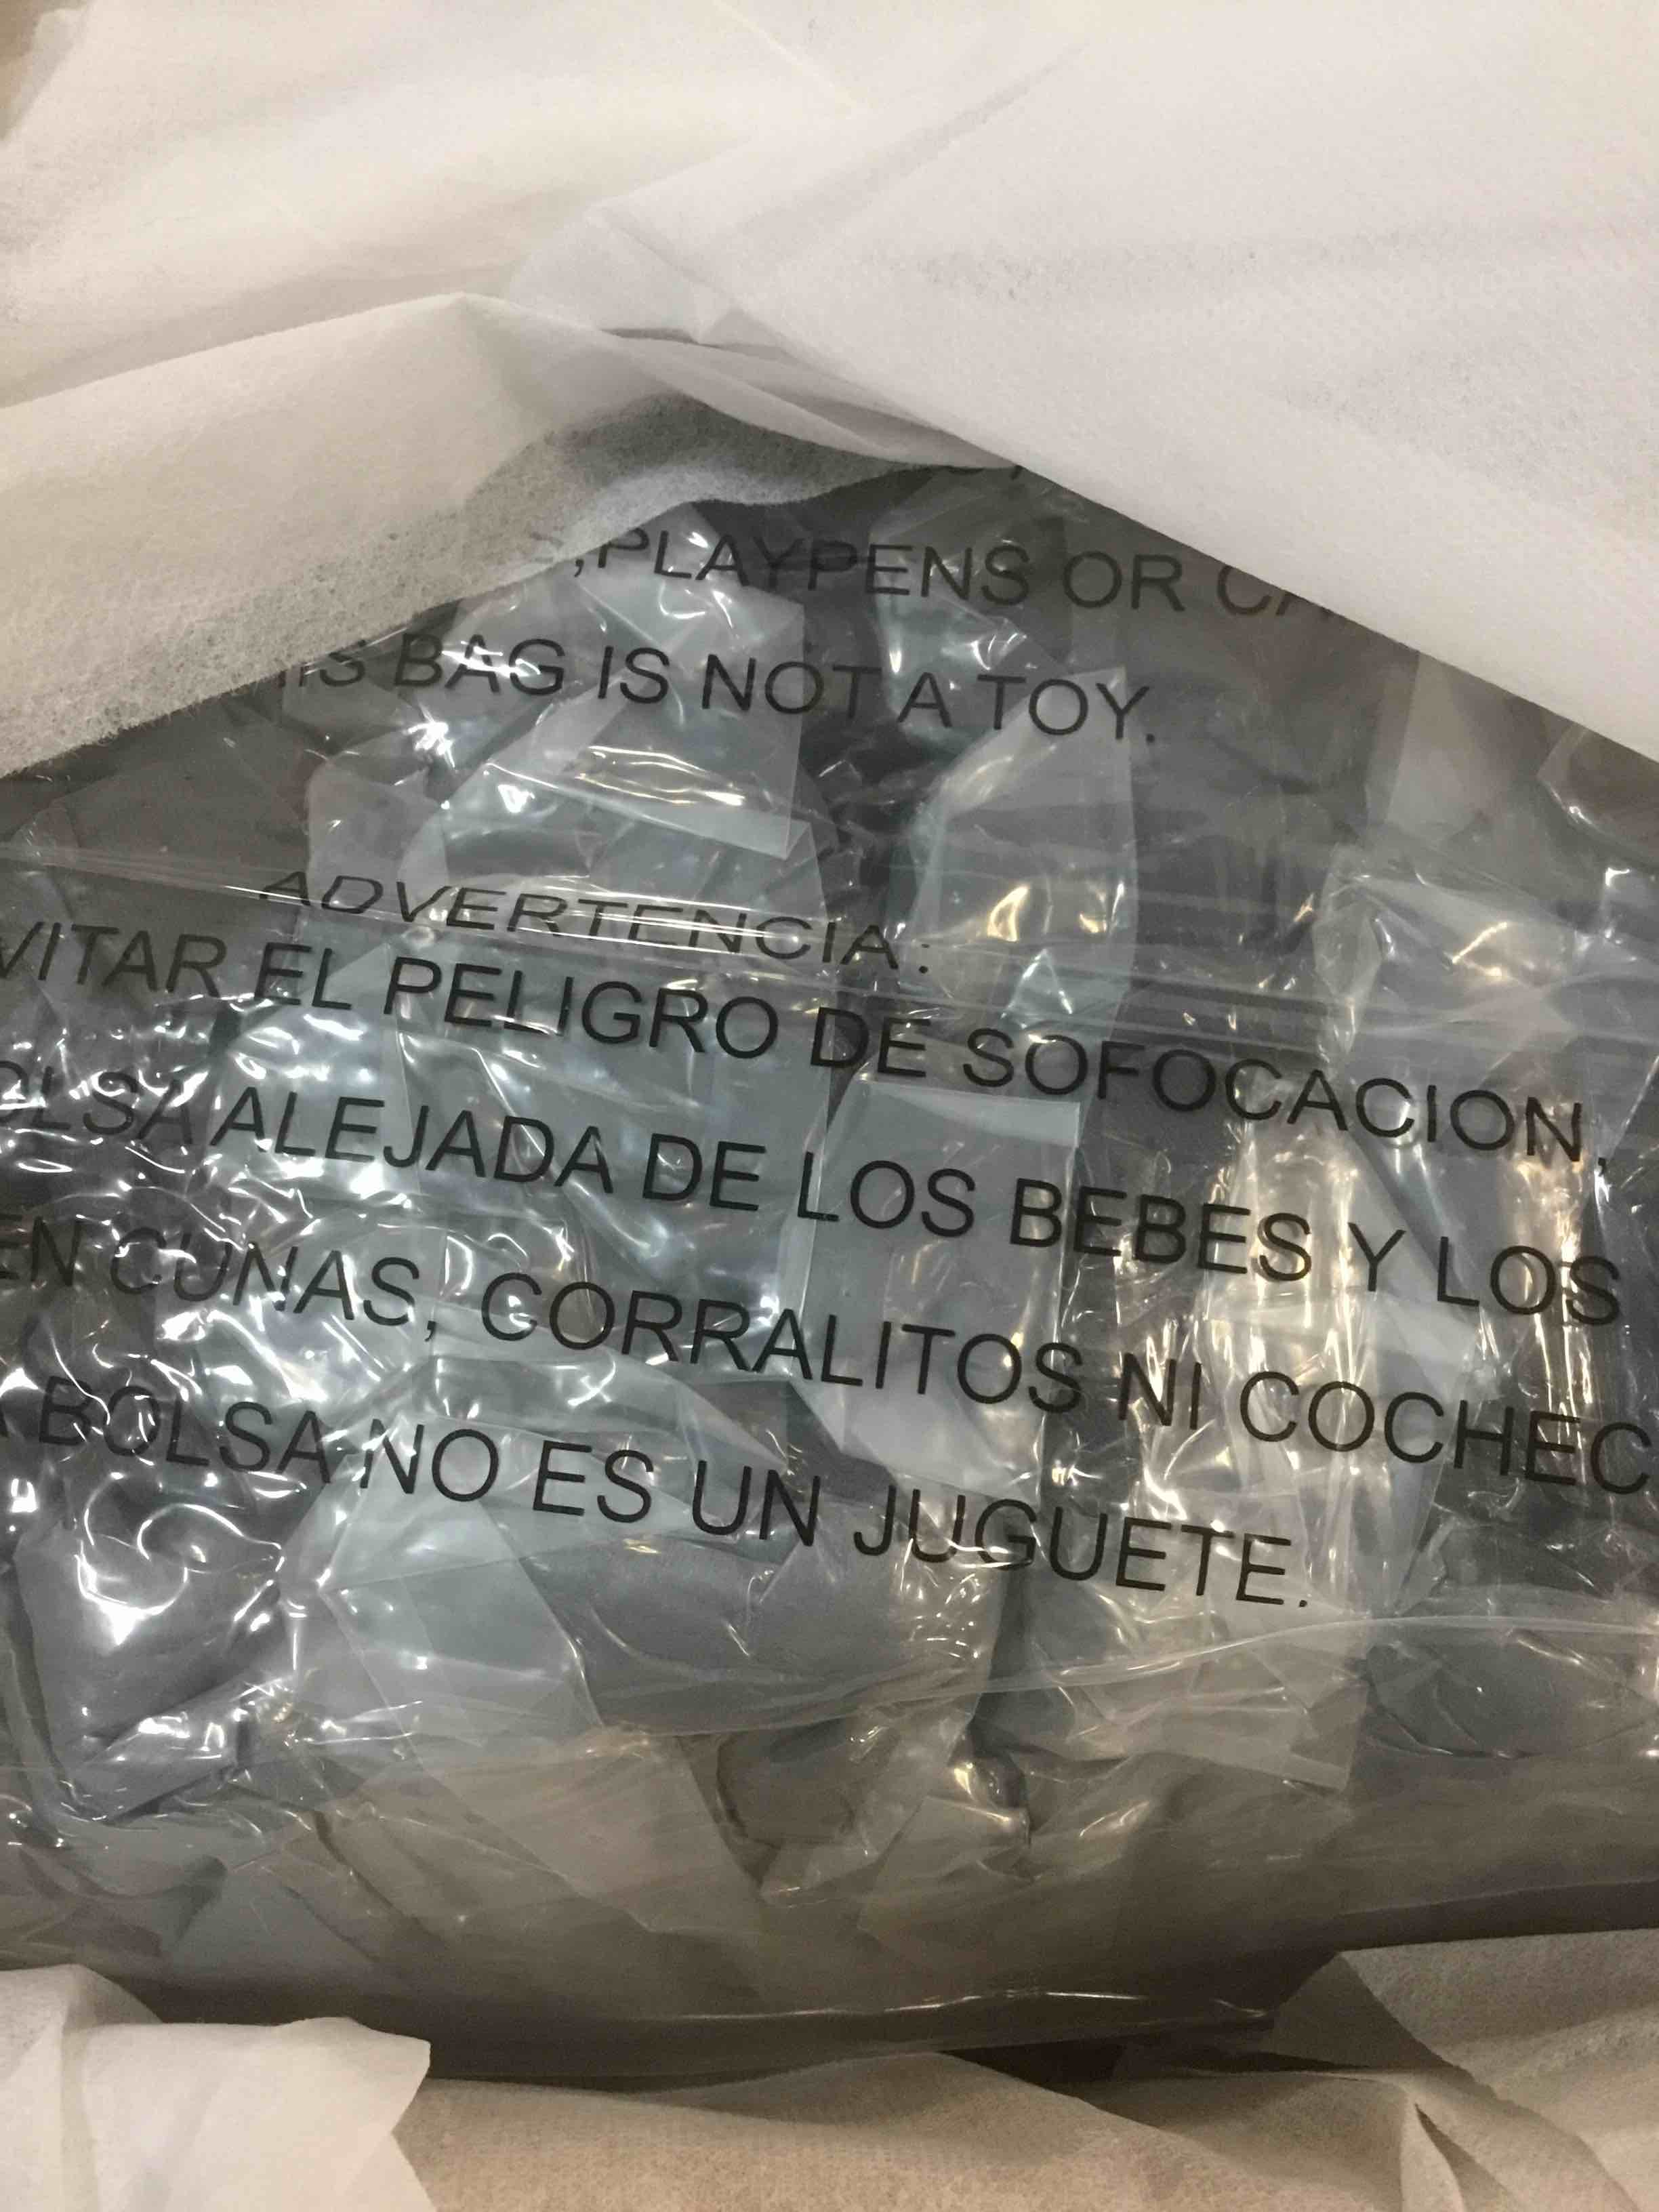 PLAYPENS OR
BAG IS NOT A TOY.
ADVERTENCIA:
EL PELIGRO DE SOFOCACION,
ALEJADA DE LOS BEBES Y LOS
EN CUNAS, CORRALITOS NI
BOLSA NO ES UN JUGUETE.